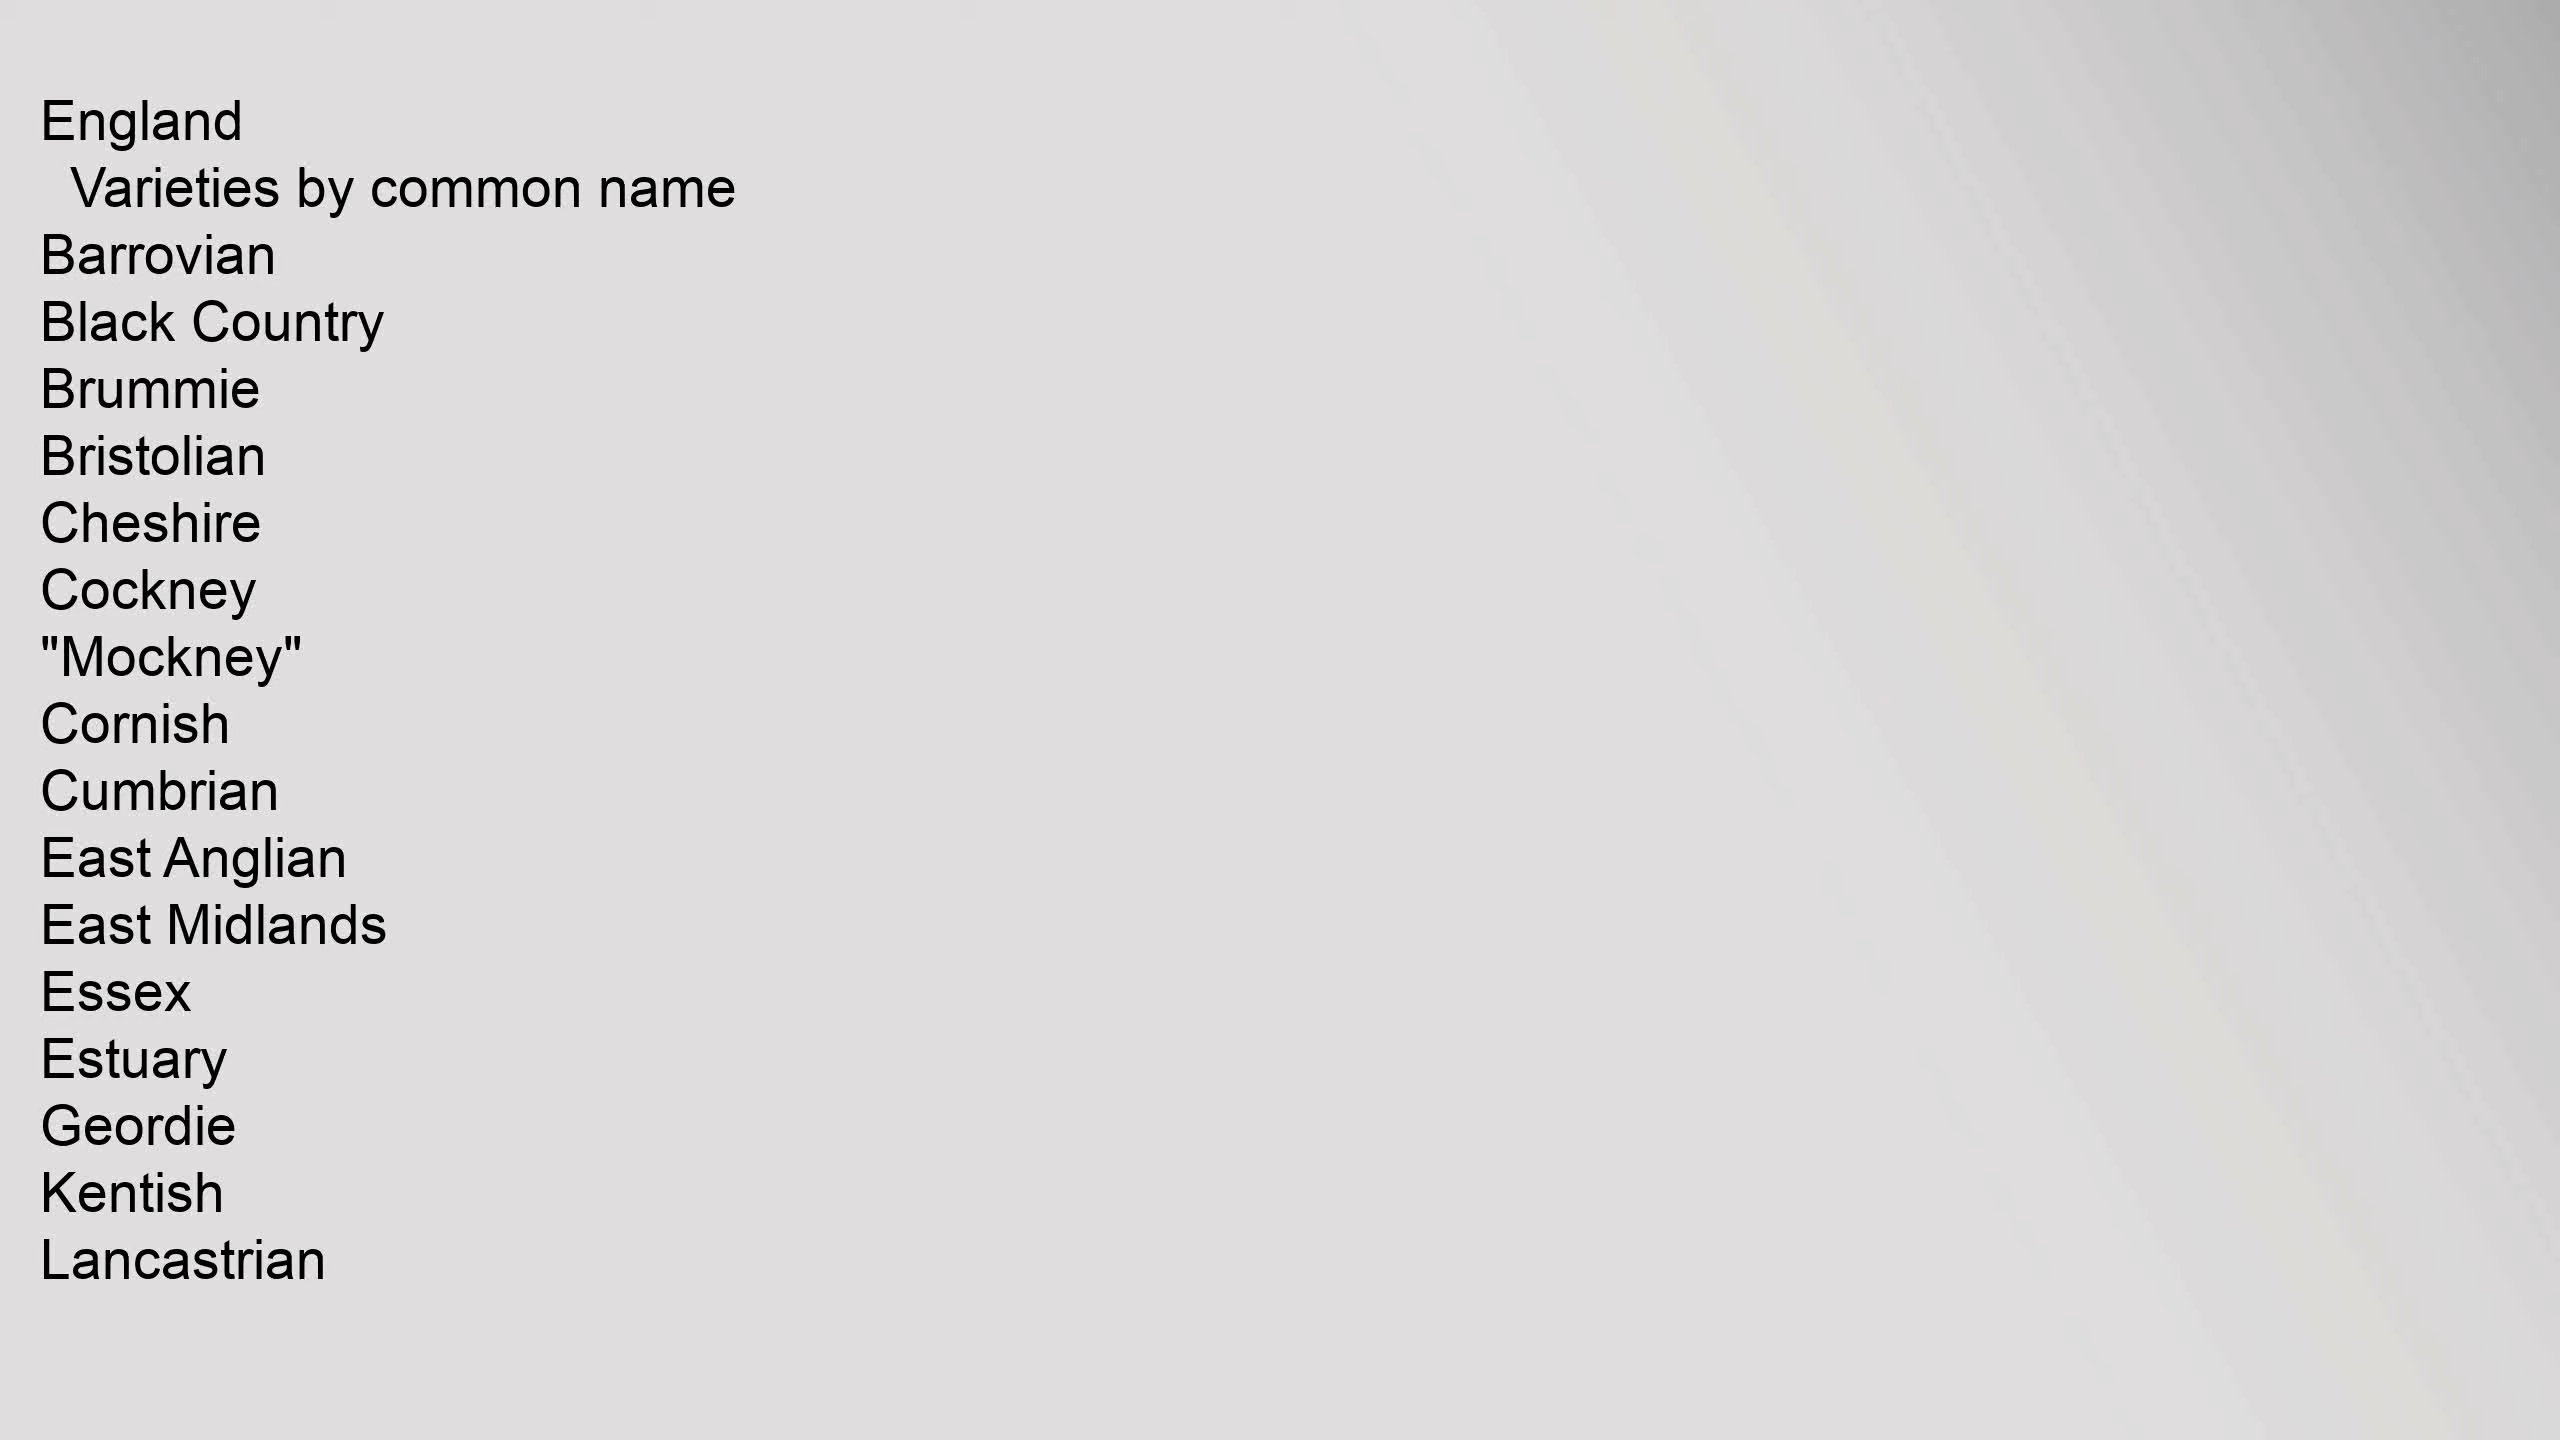 England
Varieties by common name
Barrovian
Black Country
Brummie
Bristolian
Cheshire
Cockney
"Mockney"
Cornish
Cumbrian
East Anglian
East Midlands
Essex
Estuary
Geordie
Kentish
Lancastrian